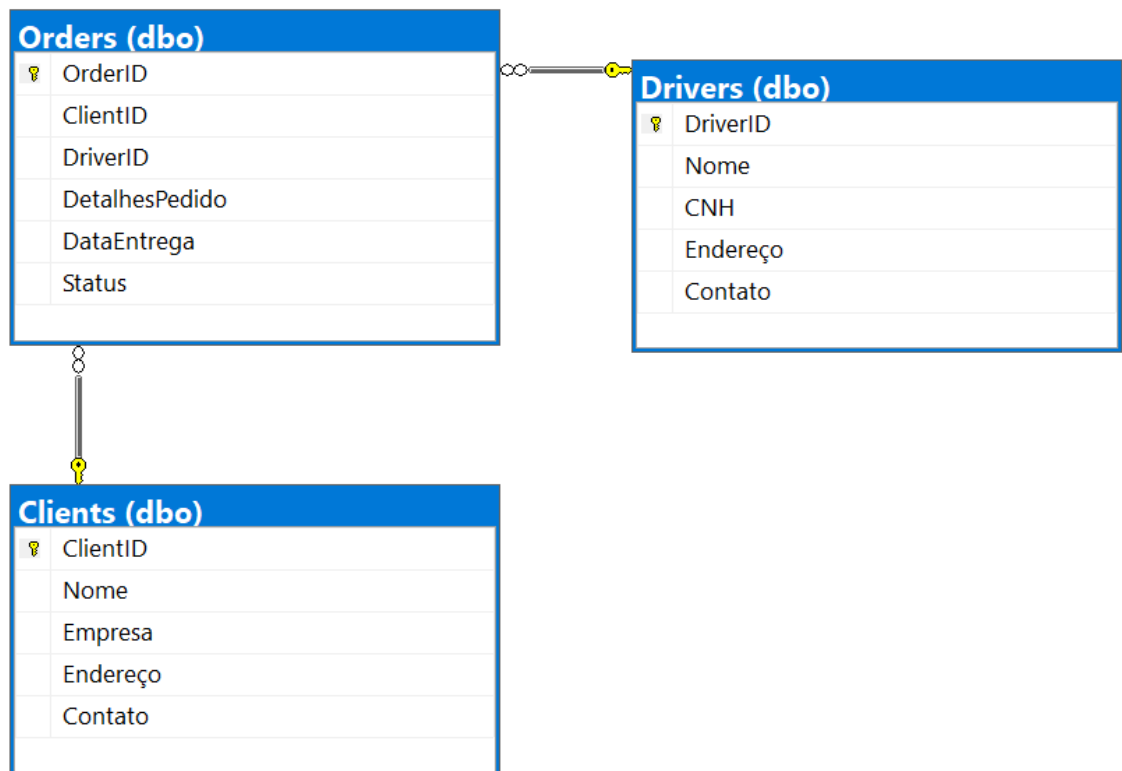 Orders (dbo)
OrderID
ClientID
DriverID
DetalhesPedido
DataEntrega
Status
Drivers (dbo)
DriverID
Nome
CNH
Endereço
Contato
Clients (dbo)
ClientID
Nome
Empresa
Endereço
Contato